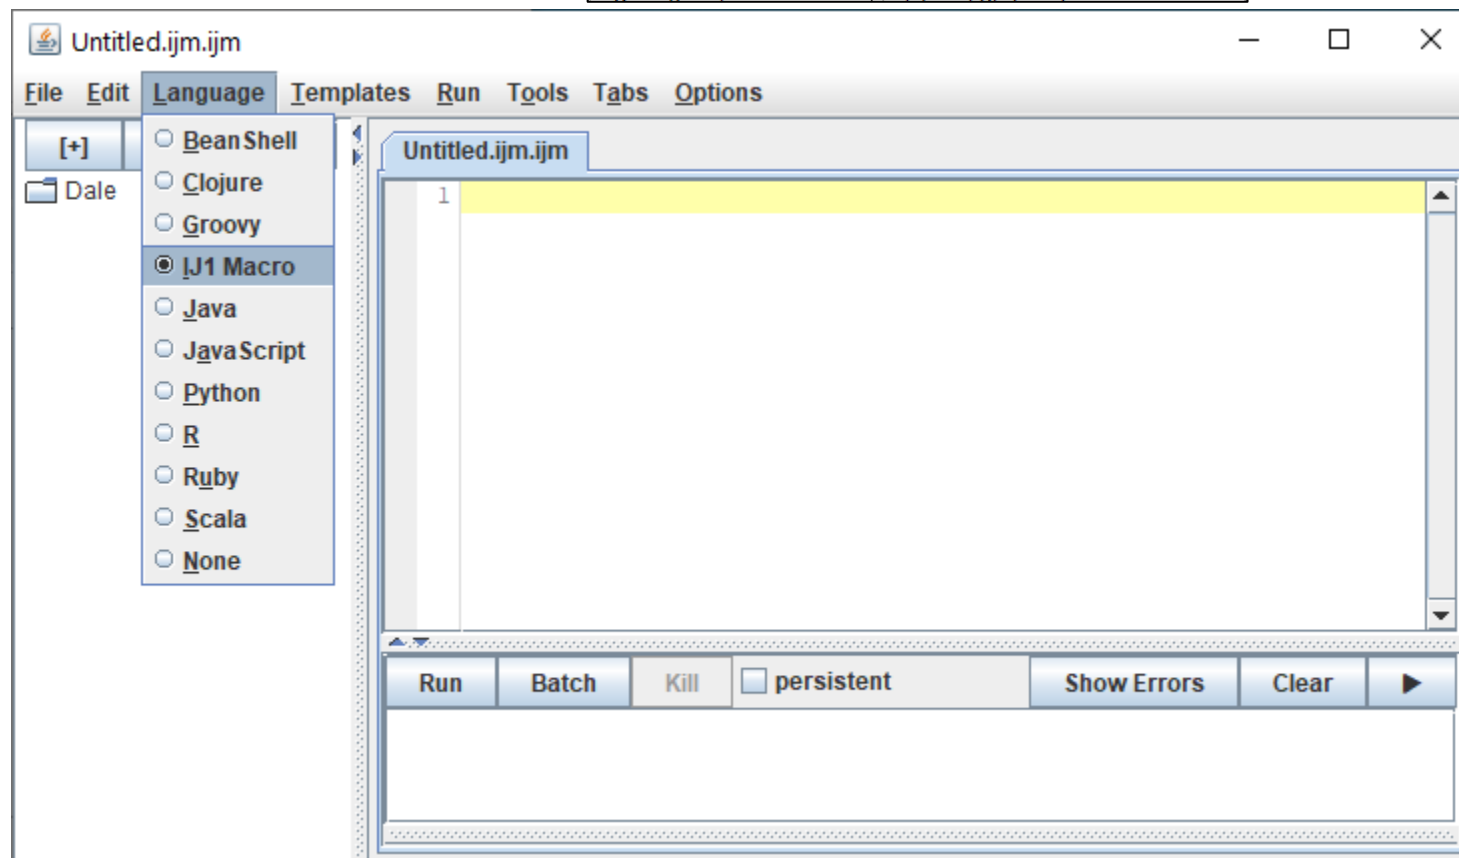 Untitled.ijm.ijm
File Edit Language Templates Run Tools Tabs Options
[+]
Dale
BeanShell
Clojure
Groovy
IJ1 Macro
Java
JavaScript
Python
R
Ruby
Scala
None
Untitled.ijm.ijm
1
Run Batch Kill persistent Show Errors Clear